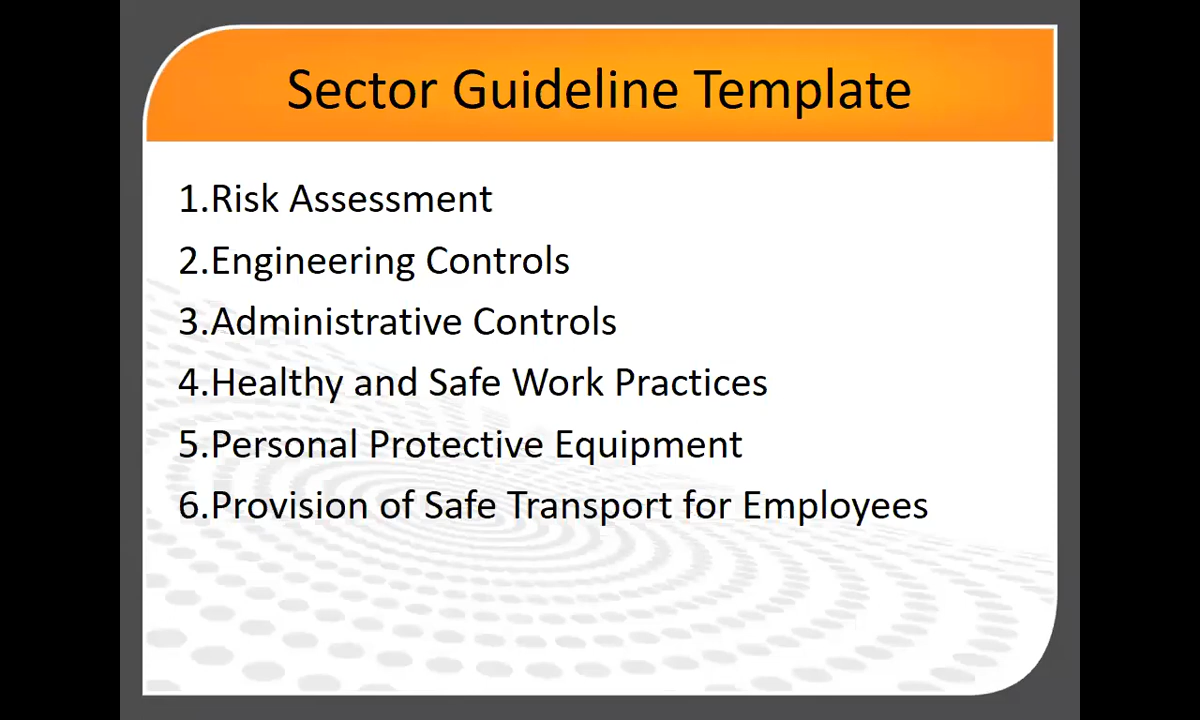 Sector Guideline Template
1.Risk Assessment
2.Engineering Controls
3.Administrative Controls
4.Healthy and Safe Work Practices
5.Personal Protective Equipment
6.Provision of Safe Transport for Employees